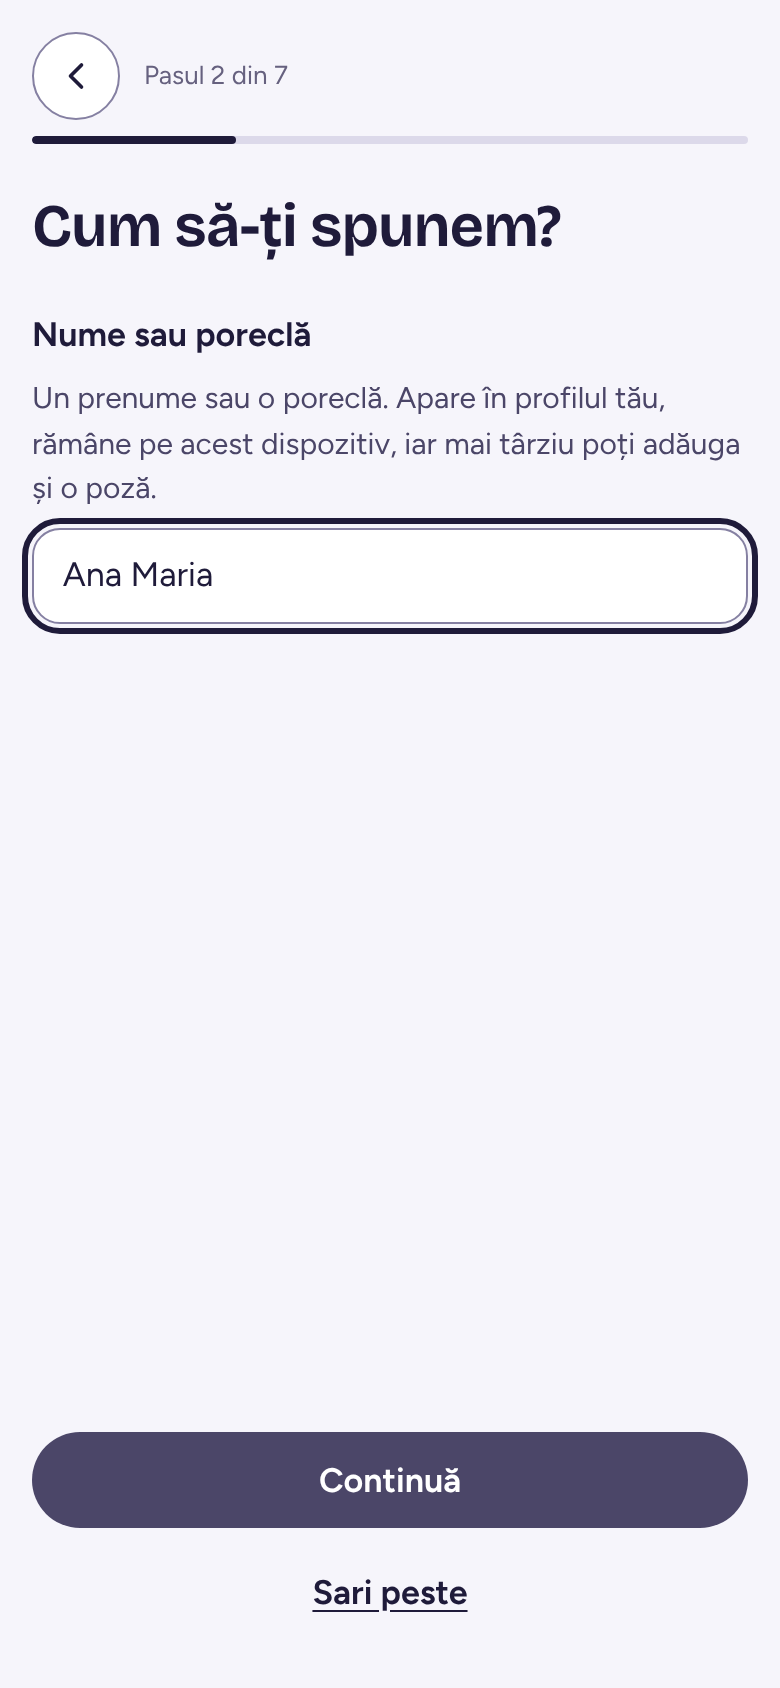 Pasul 2 din 7
Cum să-ți spunem?
Nume sau poreclă
Un prenume sau o poreclă. Apare în profilul tău,
rămâne pe acest dispozitiv, iar mai târziu poți adăuga
și o poză.
Ana Maria
Continuă
Sari peste